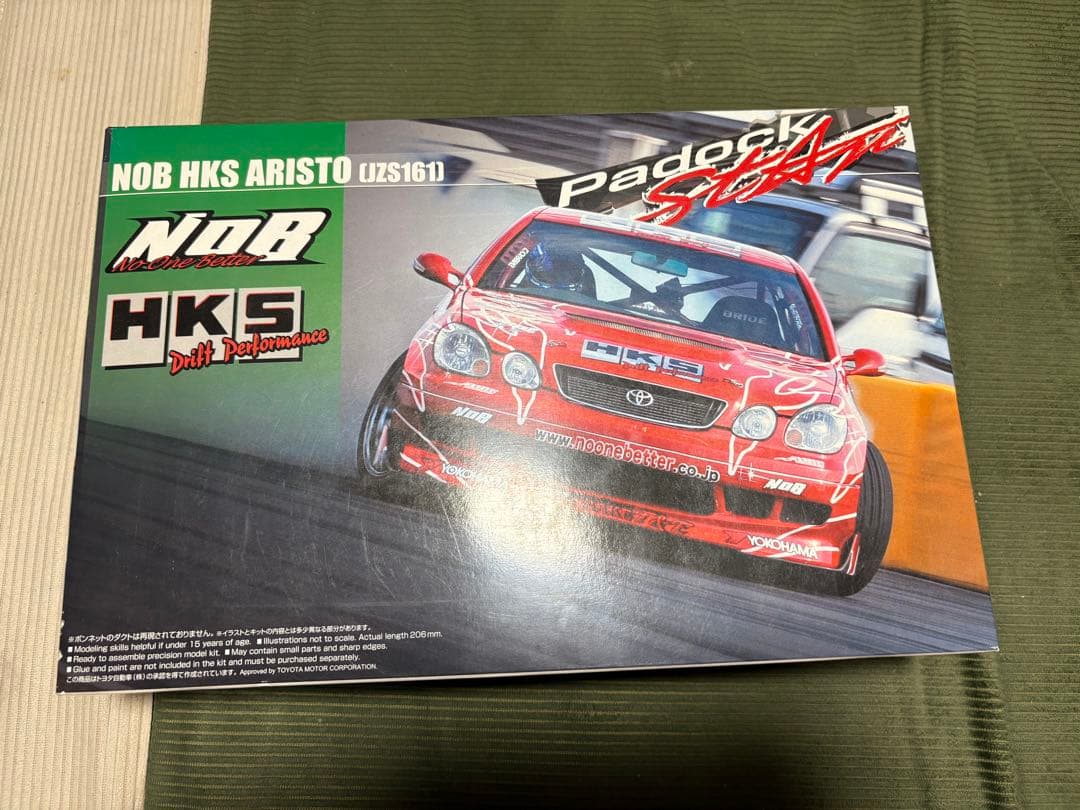 NOB HKS ARISTO (JZS161)
Padock
StAr
NoB
No-One-Better
HKS
Drift Performance
BRIDE
HKS
NoB
www.noonebetter.co.jp
NoB
YOKOHAMA
YOKOHAMA
※ボンネットのダクトは再現されておりません。※イラストとキットの内容とは多少異なる部分があります。
■ Modeling skills helpful if under 15 years of age. ■ Illustrations not to scale. Actual length 206mm.
■ Ready to assemble precision model kit. ■ May contain small parts and sharp edges.
■ Glue and paint are not included in the kit and must be purchased separately.
この商品はトヨタ自動車(株)の承認を得て作成されています。 Approved by TOYOTA MOTOR CORPORATION.